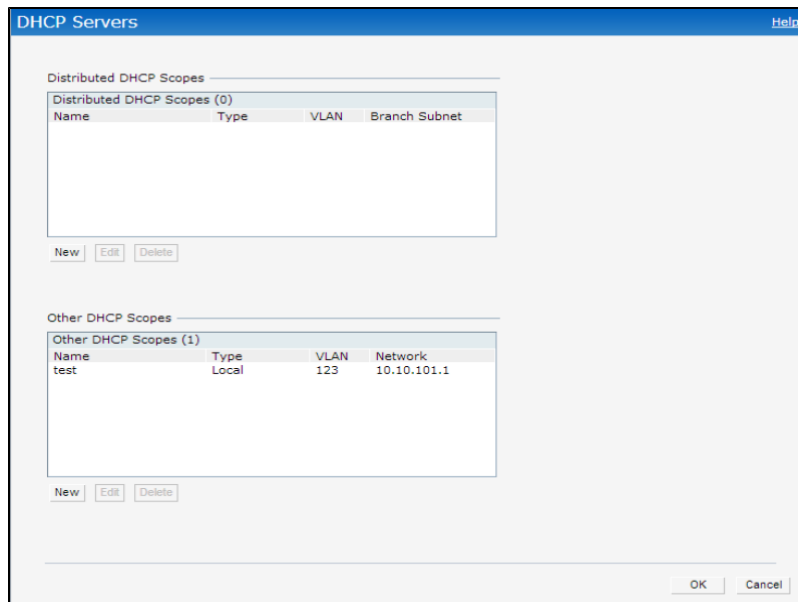 DHCP Servers Help
Distributed DHCP Scopes
Distributed DHCP Scopes (0)
Name Type VLAN Branch Subnet
New Edit Delete
Other DHCP Scopes
Other DHCP Scopes (1)
Name Type VLAN Network
test Local 123 10.10.101.1
New Edit Delete
OK Cancel